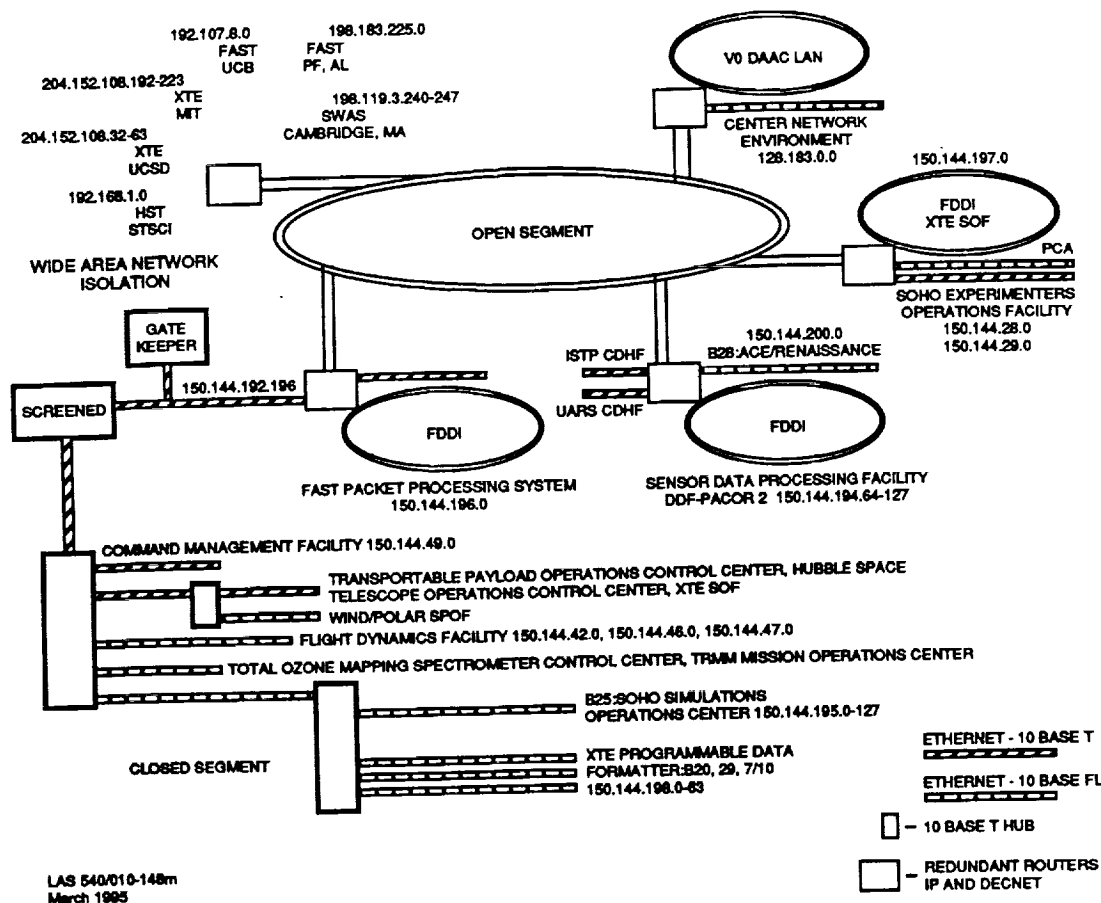 192.107.8.0
FAST
UCB
198.183.225.0
FAST
PF, AL
204.152.108.192-223
XTE
MIT
198.119.3.240-247
SWAS
CAMBRIDGE, MA
204.152.108.32-63
XTE
UCSD
192.168.1.0
HST
STSCI
WIDE AREA NETWORK
ISOLATION
V0 DAAC LAN
CENTER NETWORK
ENVIRONMENT
128.183.0.0
150.144.197.0
FDDI
XTE SOF
OPEN SEGMENT
PCA
SOHO EXPERIMENTERS
OPERATIONS FACILITY
150.144.28.0
150.144.29.0
GATE
KEEPER
SCREENED
150.144.192.196
150.144.200.0
B28:ACE/RENAISSANCE
ISTP CDHF
UARS CDHF
FDDI
FAST PACKET PROCESSING SYSTEM
150.144.196.0
FDDI
SENSOR DATA PROCESSING FACILITY
DDF-PACOR 2 150.144.194.64-127
COMMAND MANAGEMENT FACILITY 150.144.49.0
TRANSPORTABLE PAYLOAD OPERATIONS CONTROL CENTER, HUBBLE SPACE
TELESCOPE OPERATIONS CONTROL CENTER, XTE SOF
WIND/POLAR SPOF
FLIGHT DYNAMICS FACILITY 150.144.42.0, 150.144.46.0, 150.144.47.0
TOTAL OZONE MAPPING SPECTROMETER CONTROL CENTER, TRMM MISSION OPERATIONS CENTER
B25:SOHO SIMULATIONS
OPERATIONS CENTER 150.144.195.0-127
CLOSED SEGMENT
XTE PROGRAMMABLE DATA
FORMATTER:B20, 29, 7/10
150.144.198.0-63
ETHERNET - 10 BASE T
ETHERNET - 10 BASE FL
- 10 BASE T HUB
- REDUNDANT ROUTERS
IP AND DECNET
LAS 540/010-148m
March 1995